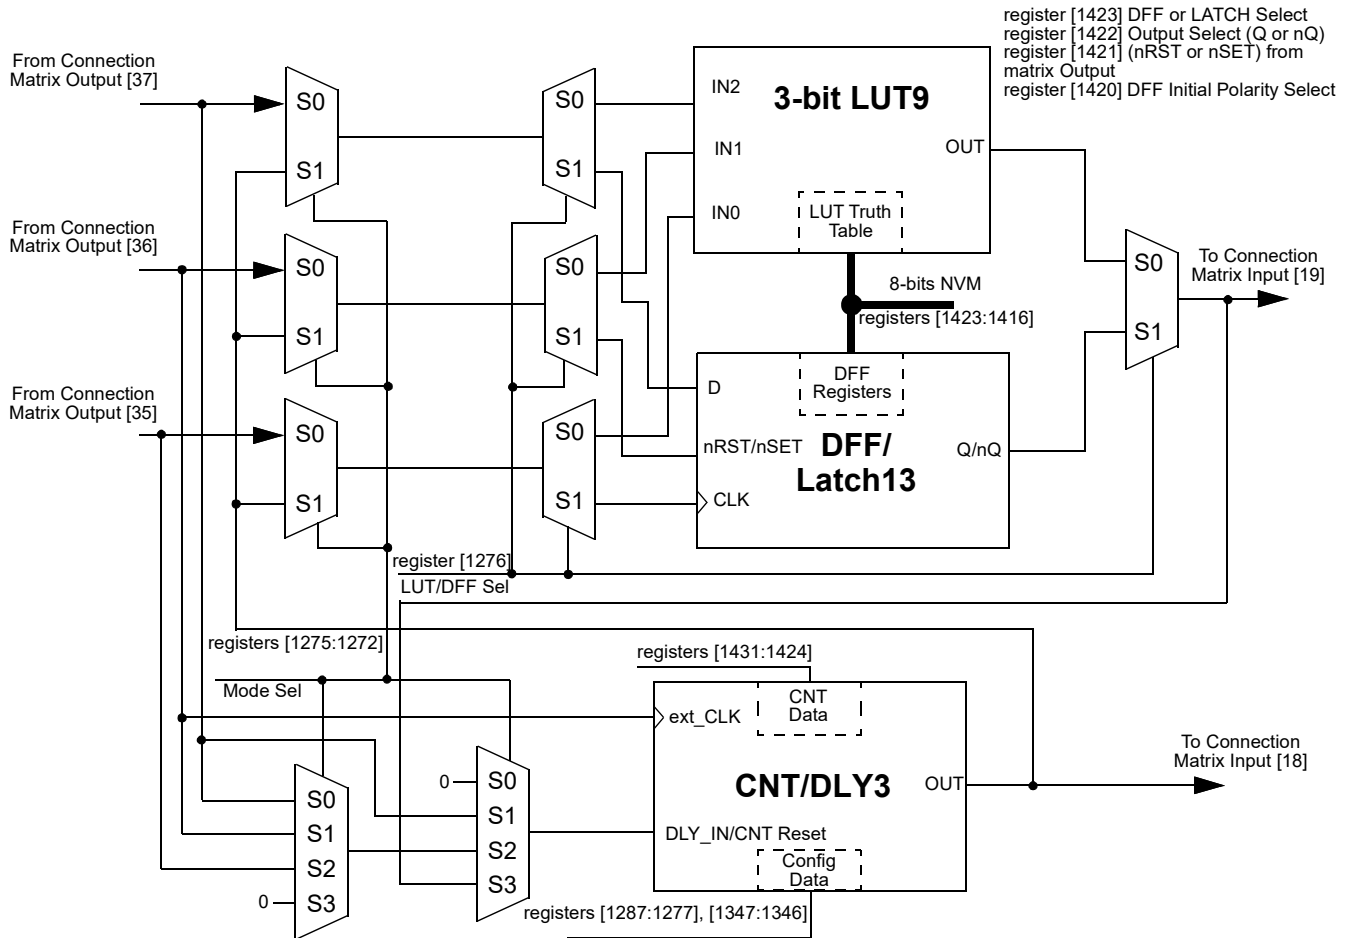 register [1423] DFF or LATCH Select
register [1422] Output Select (Q or nQ)
register [1421] (nRST or nSET) from
matrix Output
register [1420] DFF Initial Polarity Select
From Connection
Matrix Output [37]
S0
S1
S0
S1
IN2
IN1
IN0
3-bit LUT9
OUT
LUT Truth
Table
From Connection
Matrix Output [36]
S0
S1
S0
S1
8-bits NVM
registers [1423:1416]
S0
S1
To Connection
Matrix Input [19]
From Connection
Matrix Output [35]
S0
S1
S0
S1
D
nRST/nSET
CLK
DFF
Registers
DFF/
Latch13
Q/nQ
register [1276]
LUT/DFF Sel
registers [1275:1272]
Mode Sel
registers [1431:1424]
ext_CLK
CNT
Data
CNT/DLY3
OUT
To Connection
Matrix Input [18]
DLY_IN/CNT Reset
Config
Data
0
S0
S1
S2
S3
S0
S1
S2
0
S3
registers [1287:1277], [1347:1346]